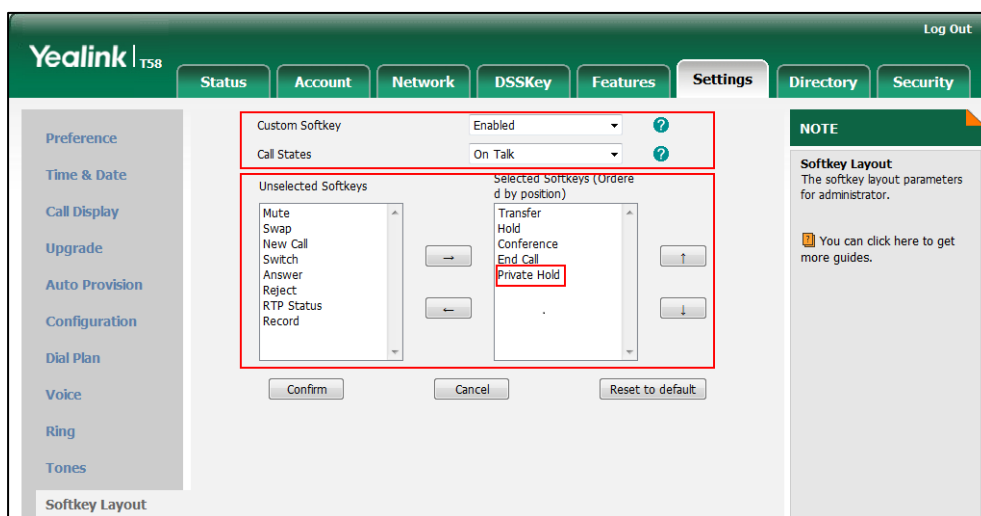 Log Out
Yealink | T58
Status Account Network DSSKey Features Settings Directory Security
Preference
Time & Date
Call Display
Upgrade
Auto Provision
Configuration
Dial Plan
Voice
Ring
Tones
Softkey Layout
Custom Softkey Enabled ?
Call States On Talk ?
Unselected Softkeys
Mute
Swap
New Call
Switch
Answer
Reject
RTP Status
Record
→
←
Selected Softkeys (Ordere
d by position)
Transfer
Hold
Conference
End Call
Private Hold
.
↑
↓
Confirm Cancel Reset to default
NOTE
Softkey Layout
The softkey layout parameters
for administrator.
? You can click here to get
more guides.